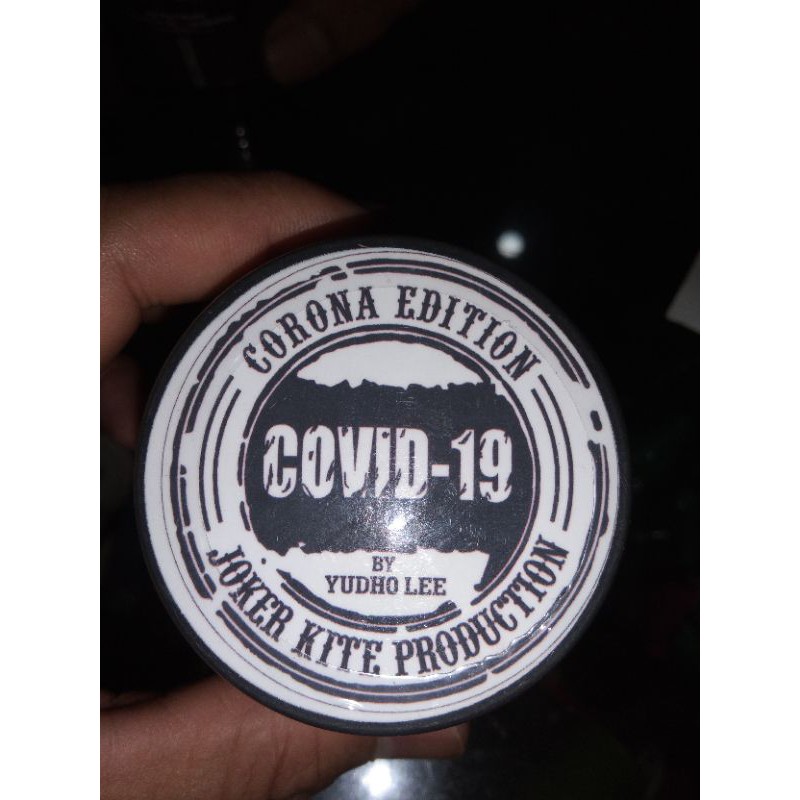 CORONA EDITION
COVID-19
BY
YUDHO LEE
JOKER KITE PRODUCTION